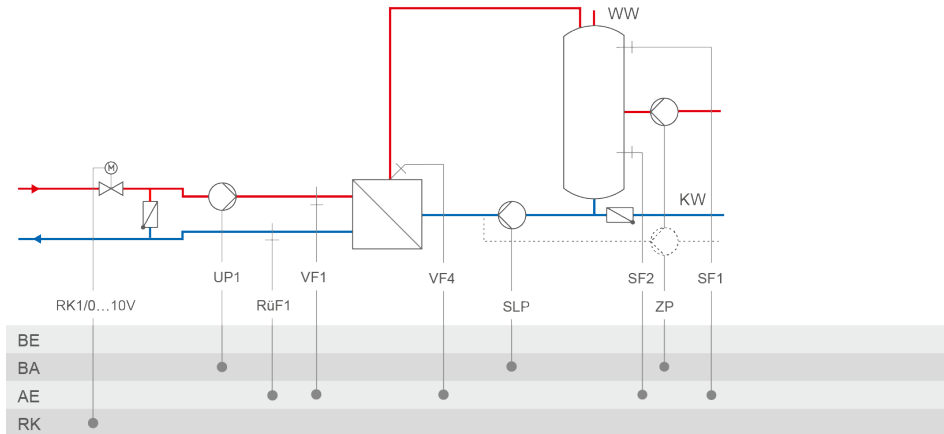 WW
M
KW
UP1 VF1 VF4 SF2 SF1
RK1/0...10V RüF1 SLP ZP
BE
BA
AE
RK